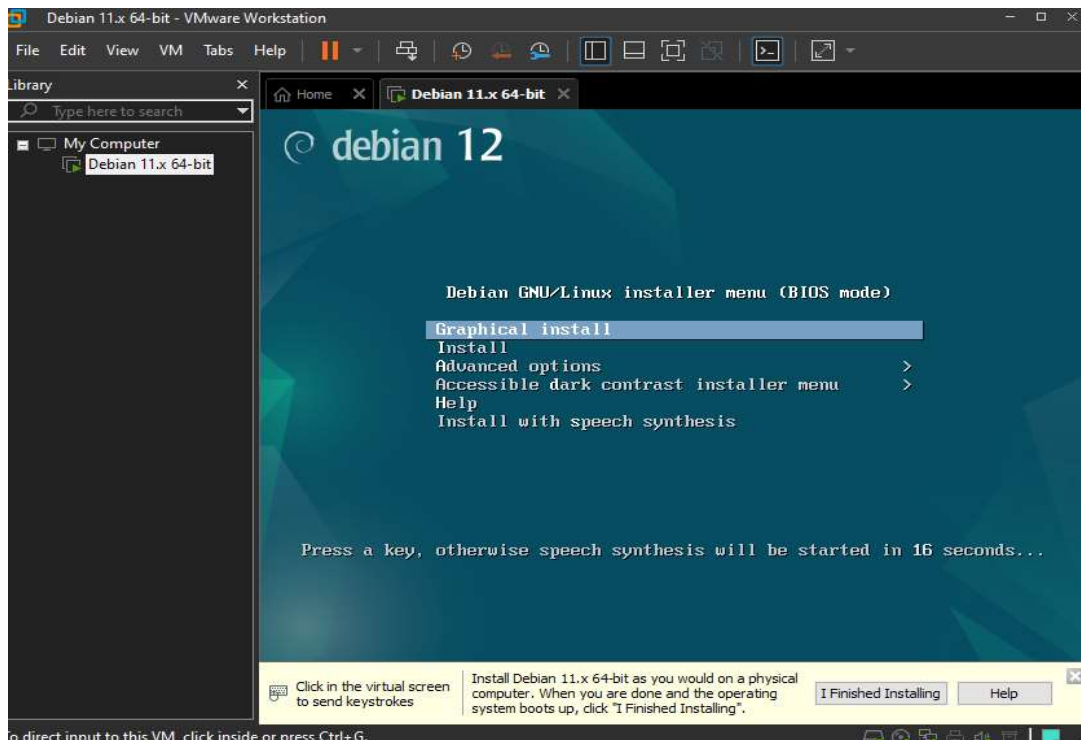 Debian 11.x 64-bit - VMware Workstation
File Edit View VM Tabs Help
Library
Type here to search
My Computer
Debian 11.x 64-bit
Home
Debian 11.x 64-bit
debian 12
Debian GNU/Linux installer menu (BIOS mode)
Graphical install
Install
Advanced options >
Accessible dark contrast installer menu >
Help
Install with speech synthesis
Press a key, otherwise speech synthesis will be started in 16 seconds...
Click in the virtual screen
to send keystrokes
Install Debian 11.x 64-bit as you would on a physical
computer. When you are done and the operating
system boots up, click "I Finished Installing".
I Finished Installing
Help
To direct input to this VM, click inside or press Ctrl+G.